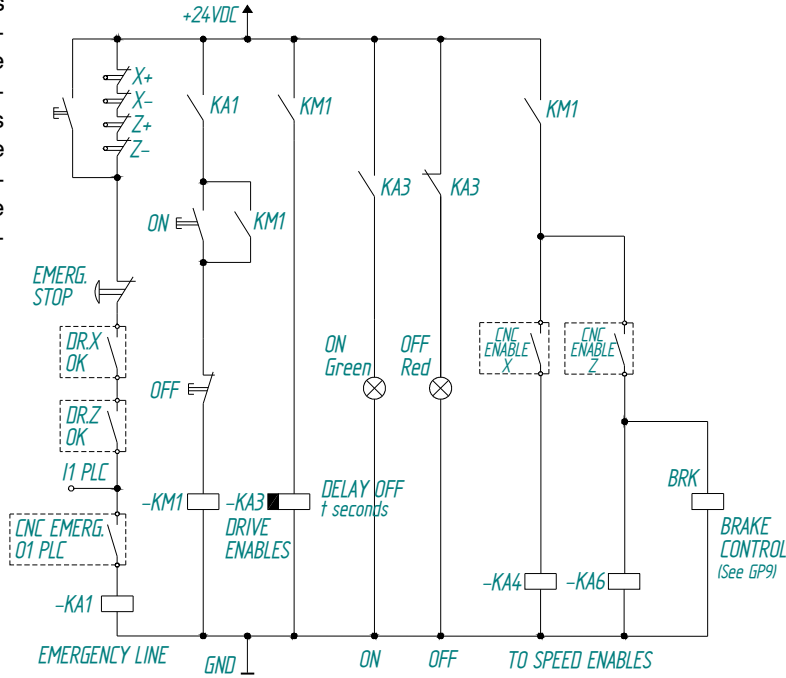 +24VDC
X+
X-
Z+
Z-
KA1
KM1
KM1
KA3
KA3
ON
KM1
EMERG.
STOP
DR.X
OK
DR.Z
OK
ON
Green
OFF
Red
CNC
ENABLE
X
CNC
ENABLE
Z
OFF
I1 PLC
CNC EMERG.
O1 PLC
-KM1
-KA3
DRIVE
ENABLES
DELAY OFF
t seconds
BRK
BRAKE
CONTROL
(See GP9)
-KA1
-KA4
-KA6
EMERGENCY LINE
GND
ON
OFF
TO SPEED ENABLES